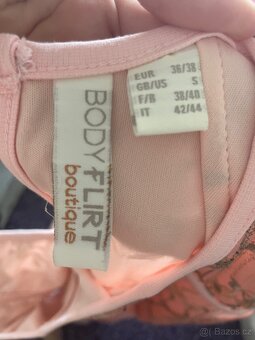 BODYFLIRT
boutique
EUR 36/38
GB/US S
F/B 38/40
IT 42/44
Bazos.cz